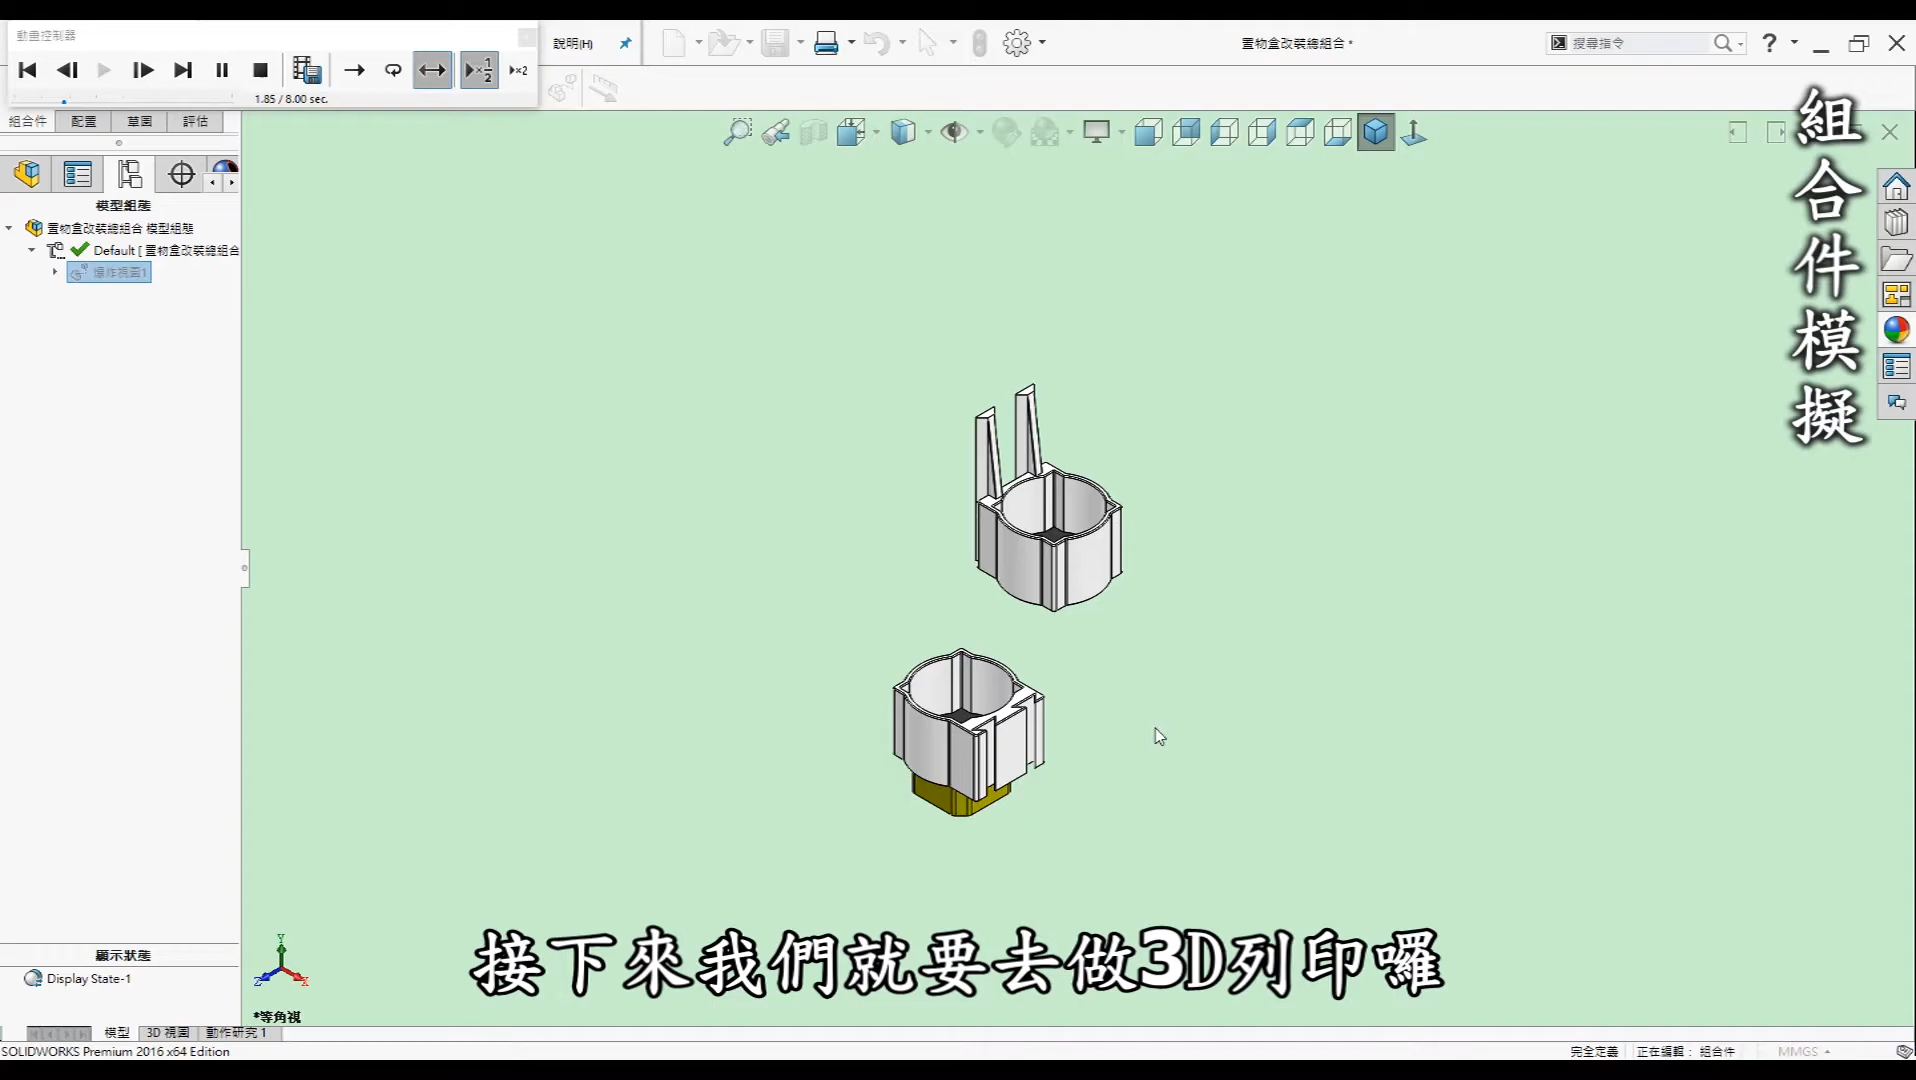 動畫控制器
說明(H)
置物盒改裝總組合 *
搜尋指令
1.85 / 8.00 sec.
組合件 配置 草圖 評估
模型組態
置物盒改裝總組合 模型組態
Default [ 置物盒改裝總組合
爆炸視圖1
組合件模擬
接下來我們就要去做3D列印囉
顯示狀態
Display State-1
Y
Z
X
*等角視
模型 3D 視圖 動作研究 1
SOLIDWORKS Premium 2016 x64 Edition
完全定義 正在編輯： 組合件 MMGS